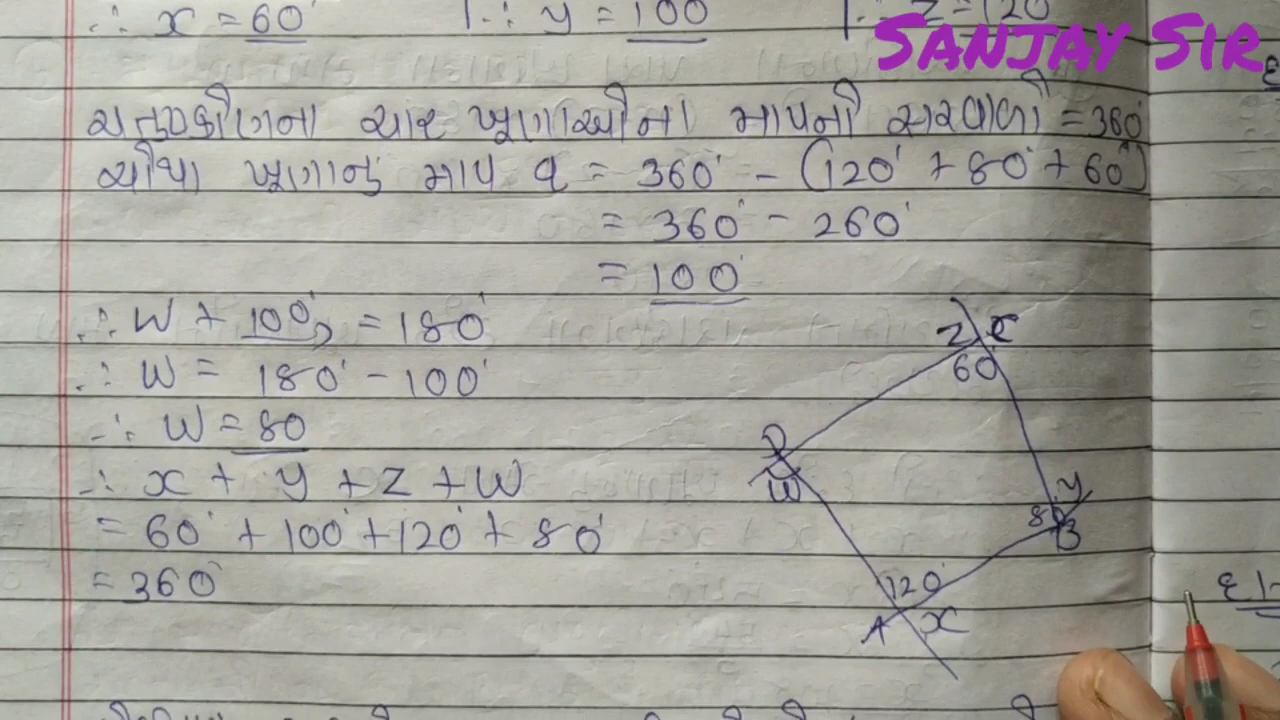 ∴ x = 60° | ∴ y = 100 | ∴ z = 120
SANJAY SIR
ચતુષ્કોણના ચાર ખૂણાઓના માપનો સરવાળો = 360°
ચોથા ખૂણાનું માપ q = 360° - (120° + 80° + 60°)
= 360° - 260°
= 100°
∴ W + 100° = 180°
∴ W = 180° - 100°
∴ W = 80
∴ x + y + z + W
= 60° + 100° + 120° + 80°
= 360°
Z C
60
D
W
y
80
B
120°
A x